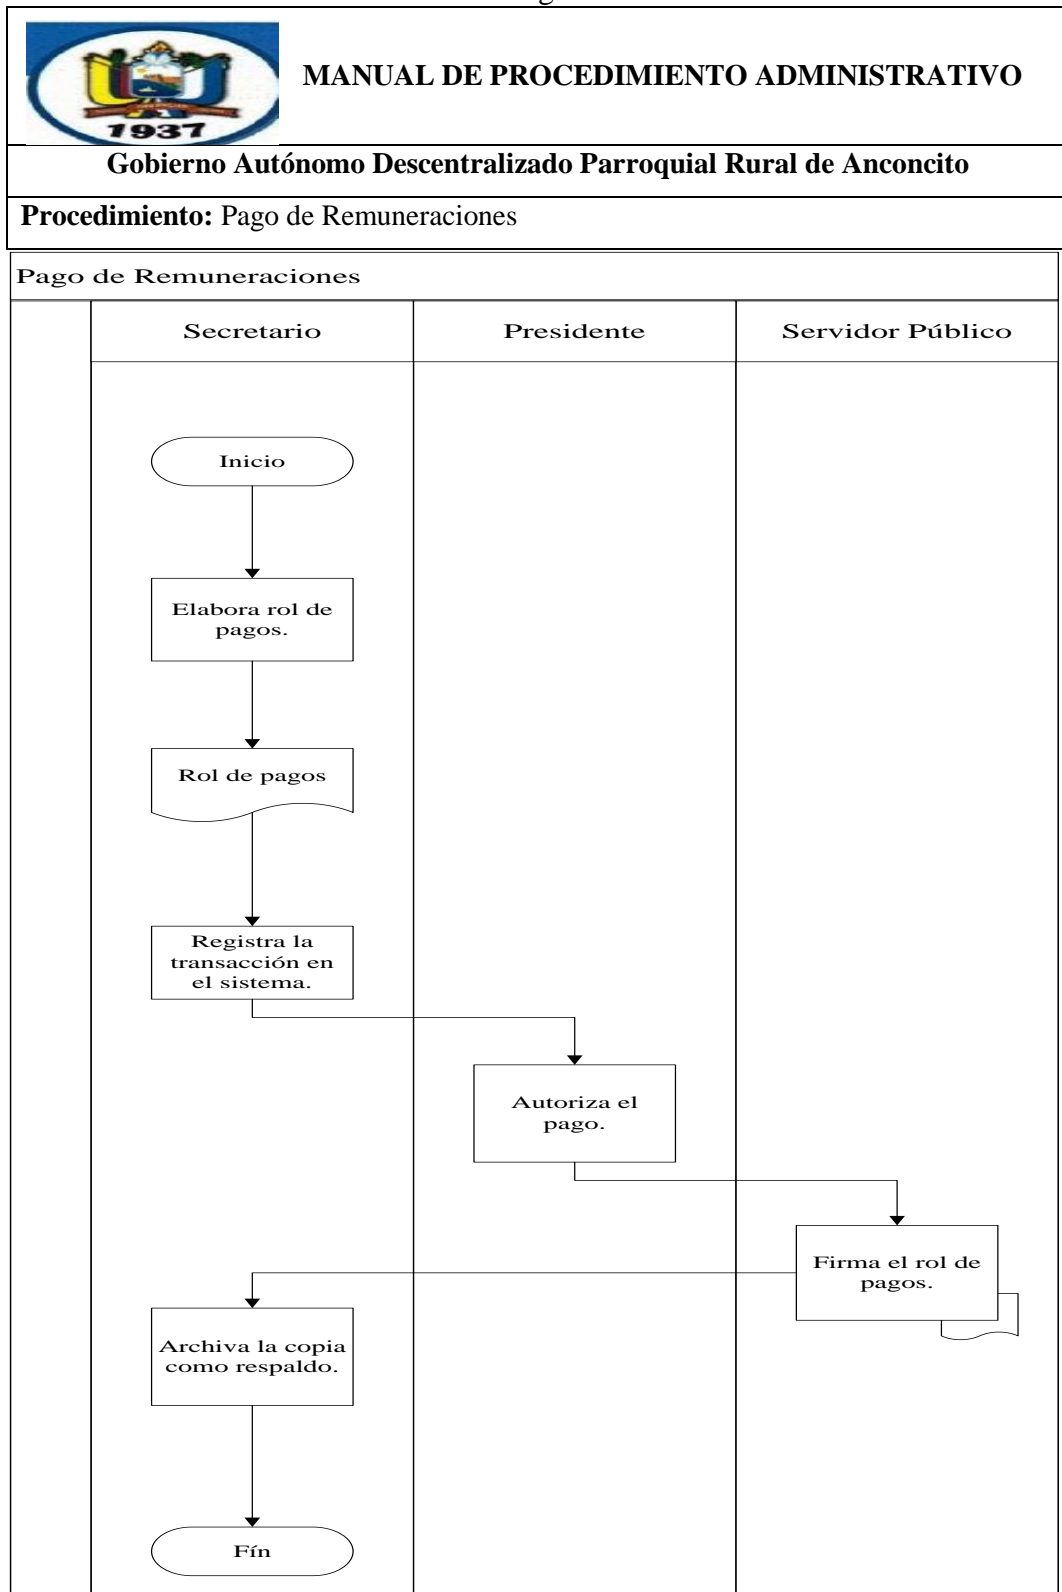 MANUAL DE PROCEDIMIENTO ADMINISTRATIVO
1937
Gobierno Autónomo Descentralizado Parroquial Rural de Anconcito
Procedimiento: Pago de Remuneraciones
Pago de Remuneraciones
Secretario
Presidente
Servidor Público
Inicio
Elabora rol de
pagos.
Rol de pagos
Registra la
transacción en
el sistema.
Autoriza el
pago.
Firma el rol de
pagos.
Archiva la copia
como respaldo.
Fín